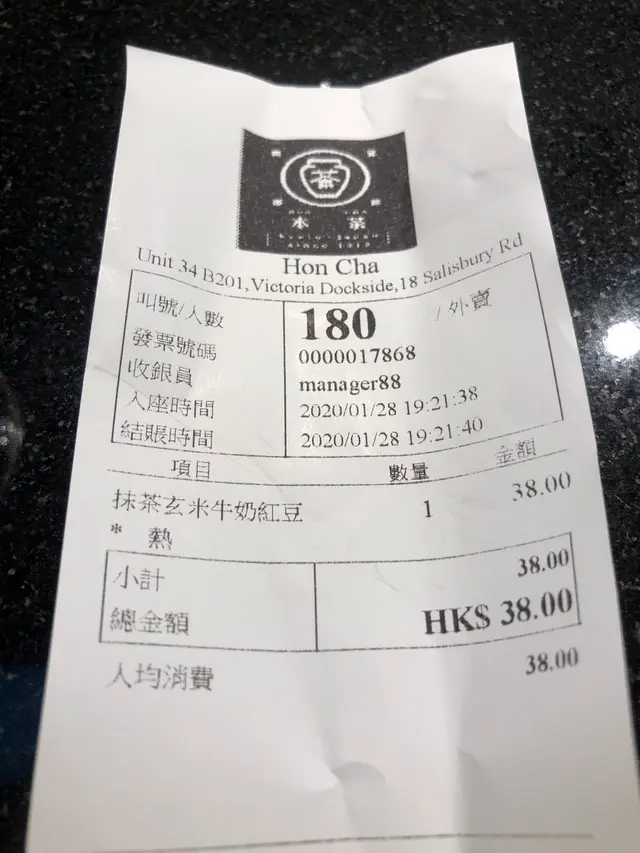 茶
本 茶
Hon Cha
Unit 34 B201,Victoria Dockside,18 Salisbury Rd
叫號/人數 180 /外賣
發票號碼 0000017868
收銀員 manager88
入座時間 2020/01/28 19:21:38
結賬時間 2020/01/28 19:21:40
項目 數量 金額
抹茶玄米牛奶紅豆 1 38.00
* 熱
小計 38.00
總金額 HK$ 38.00
人均消費 38.00